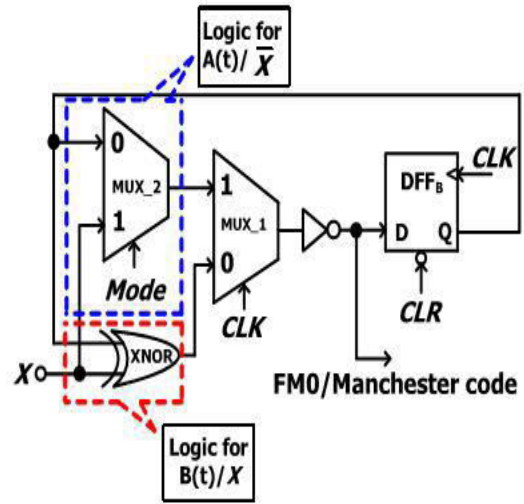 Logic for
A(t)/ X̅
0
MUX_2
1
Mode
1
MUX_1
0
CLK
CLK
DFF_B
D Q
CLR
X
XNOR
FM0/Manchester code
Logic for
B(t)/X